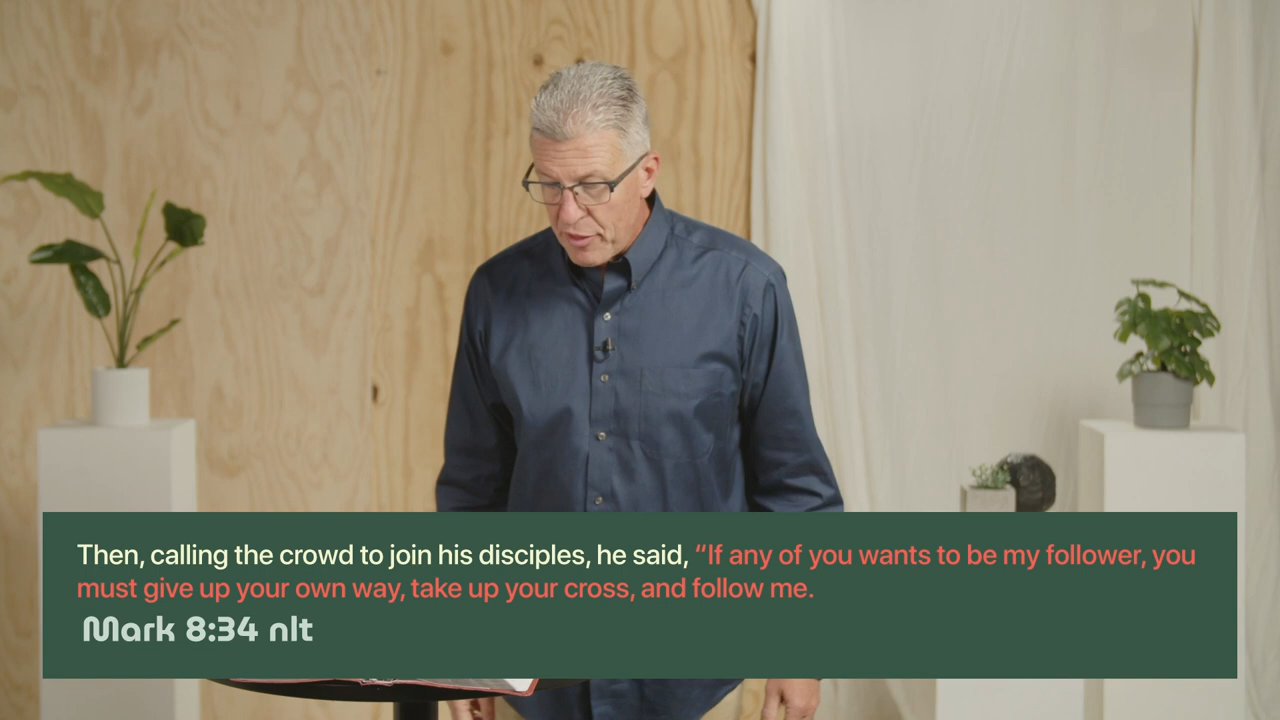 Then, calling the crowd to join his disciples, he said, “If any of you wants to be my follower, you
must give up your own way, take up your cross, and follow me.
Mark 8:34 nlt